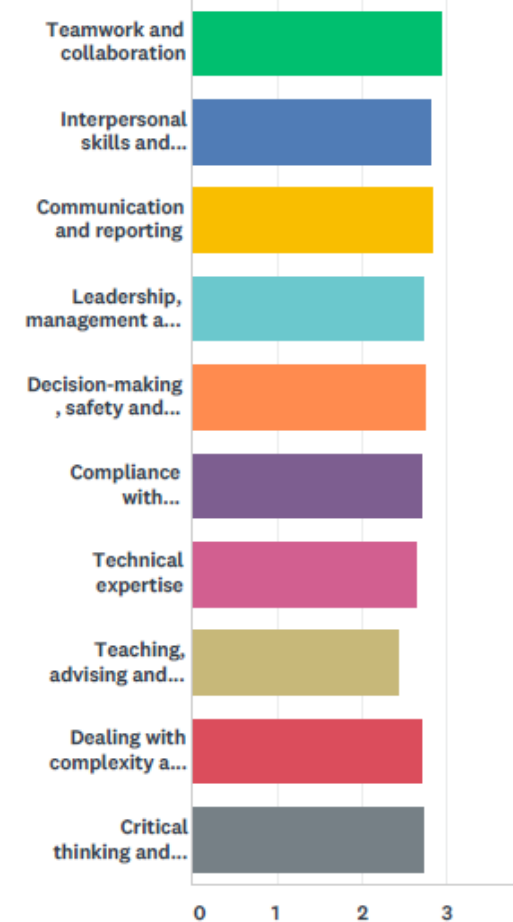 Teamwork and
collaboration
Interpersonal
skills and...
Communication
and reporting
Leadership,
management a...
Decision-making
, safety and...
Compliance
with...
Technical
expertise
Teaching,
advising and...
Dealing with
complexity a...
Critical
thinking and...
0 1 2 3